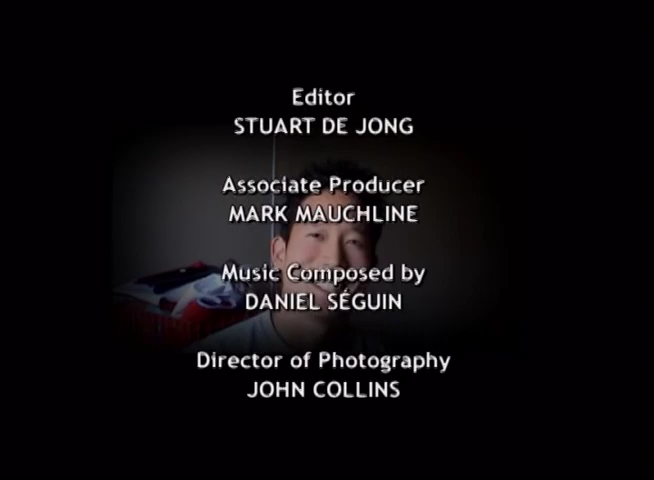 Editor
STUART DE JONG
Associate Producer
MARK MAUCHLINE
Music Composed by
DANIEL SÉGUIN
Director of Photography
JOHN COLLINS